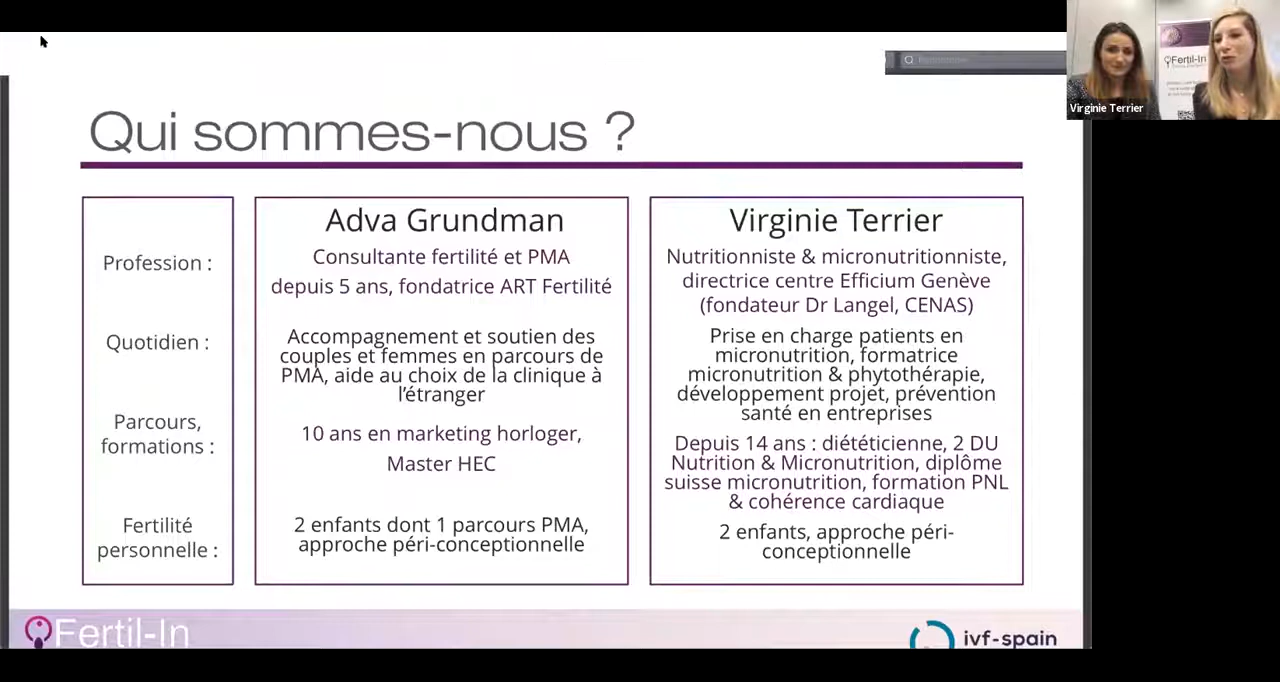 Fertil-In
Virginie Terrier
Qui sommes-nous ?
Profession :
Quotidien :
Parcours,
formations :
Fertilité
personnelle :
Adva Grundman
Consultante fertilité et PMA
depuis 5 ans, fondatrice ART Fertilité
Accompagnement et soutien des
couples et femmes en parcours de
PMA, aide au choix de la clinique à
l’étranger
10 ans en marketing horloger,
Master HEC
2 enfants dont 1 parcours PMA,
approche péri-conceptionnelle
Virginie Terrier
Nutritionniste & micronutritionniste,
directrice centre Efficium Genève
(fondateur Dr Langel, CENAS)
Prise en charge patients en
micronutrition, formatrice
micronutrition & phytothérapie,
développement projet, prévention
santé en entreprises
Depuis 14 ans : diététicienne, 2 DU
Nutrition & Micronutrition, diplôme
suisse micronutrition, formation PNL
& cohérence cardiaque
2 enfants, approche péri-
conceptionnelle
Fertil-In
ivf-spain